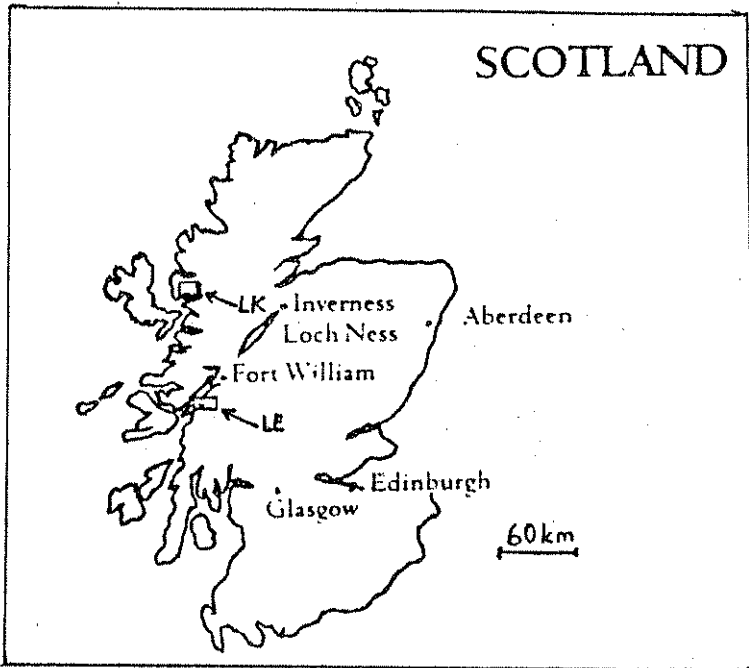 SCOTLAND
LK
Inverness
Loch Ness
Aberdeen
Fort William
LE
Edinburgh
Glasgow
60km